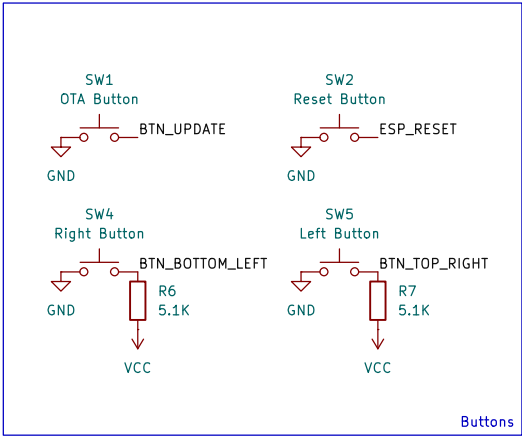 SW1
OTA Button
BTN_UPDATE
GND
SW2
Reset Button
ESP_RESET
GND
SW4
Right Button
BTN_BOTTOM_LEFT
GND
R6
5.1K
VCC
SW5
Left Button
BTN_TOP_RIGHT
GND
R7
5.1K
VCC
Buttons